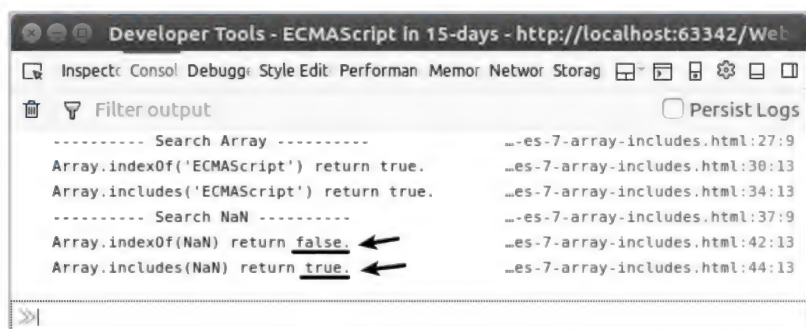 Developer Tools - ECMAScript in 15-days - http://localhost:63342/Web
Inspect Consol Debugg Style Edit Performan Memor Networ Storag
Filter output Persist Logs
---------- Search Array ---------- …-es-7-array-includes.html:27:9
Array.indexOf('ECMAScript') return true. …es-7-array-includes.html:30:13
Array.includes('ECMAScript') return true. …es-7-array-includes.html:34:13
---------- Search NaN ---------- …-es-7-array-includes.html:37:9
Array.indexOf(NaN) return false. …es-7-array-includes.html:42:13
Array.includes(NaN) return true. …es-7-array-includes.html:44:13